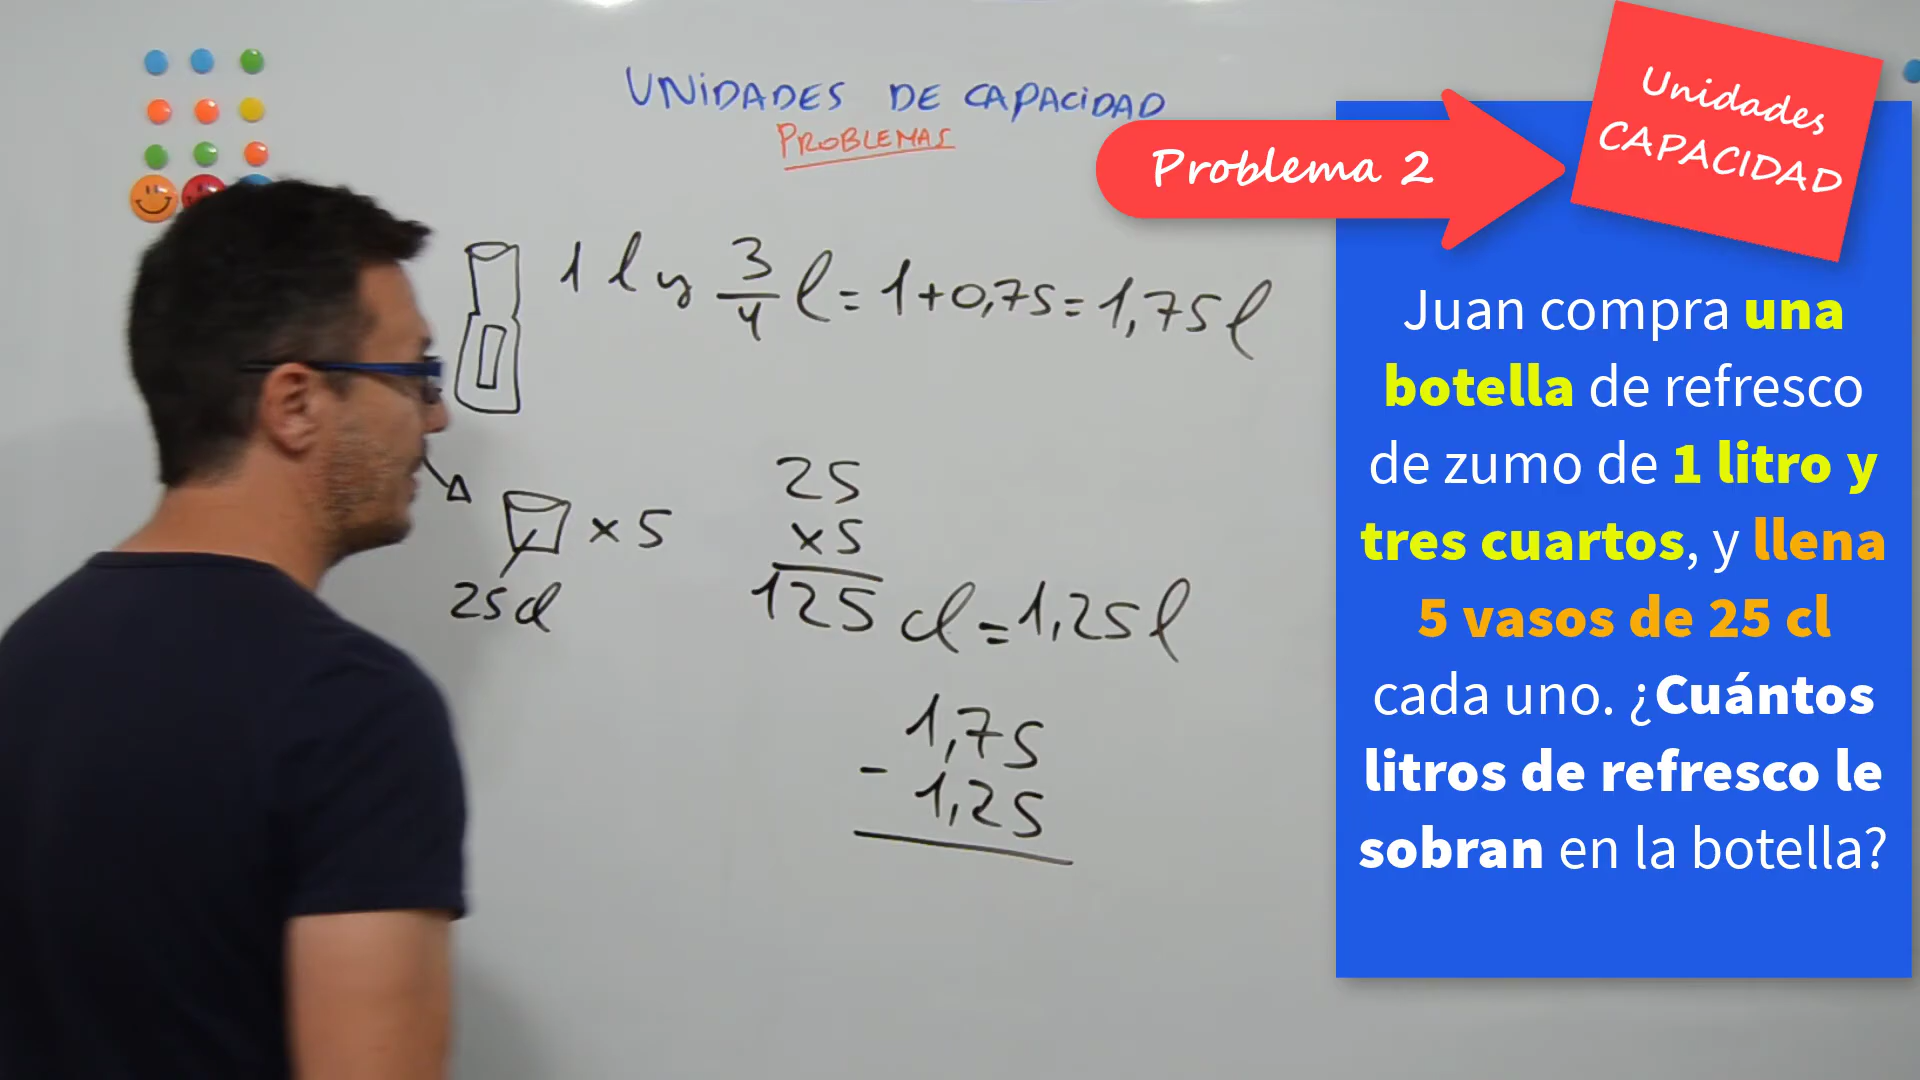 UNIDADES DE CAPACIDAD
PROBLEMAS
1 l y 3/4 l = 1+0,75 = 1,75 l
x 5
25 cl
25
x5
125 cl = 1,25 l
1,75
- 1,25
Problema 2
Unidades
CAPACIDAD
Juan compra una
botella de refresco
de zumo de 1 litro y
tres cuartos, y llena
5 vasos de 25 cl
cada uno. ¿Cuántos
litros de refresco le
sobran en la botella?